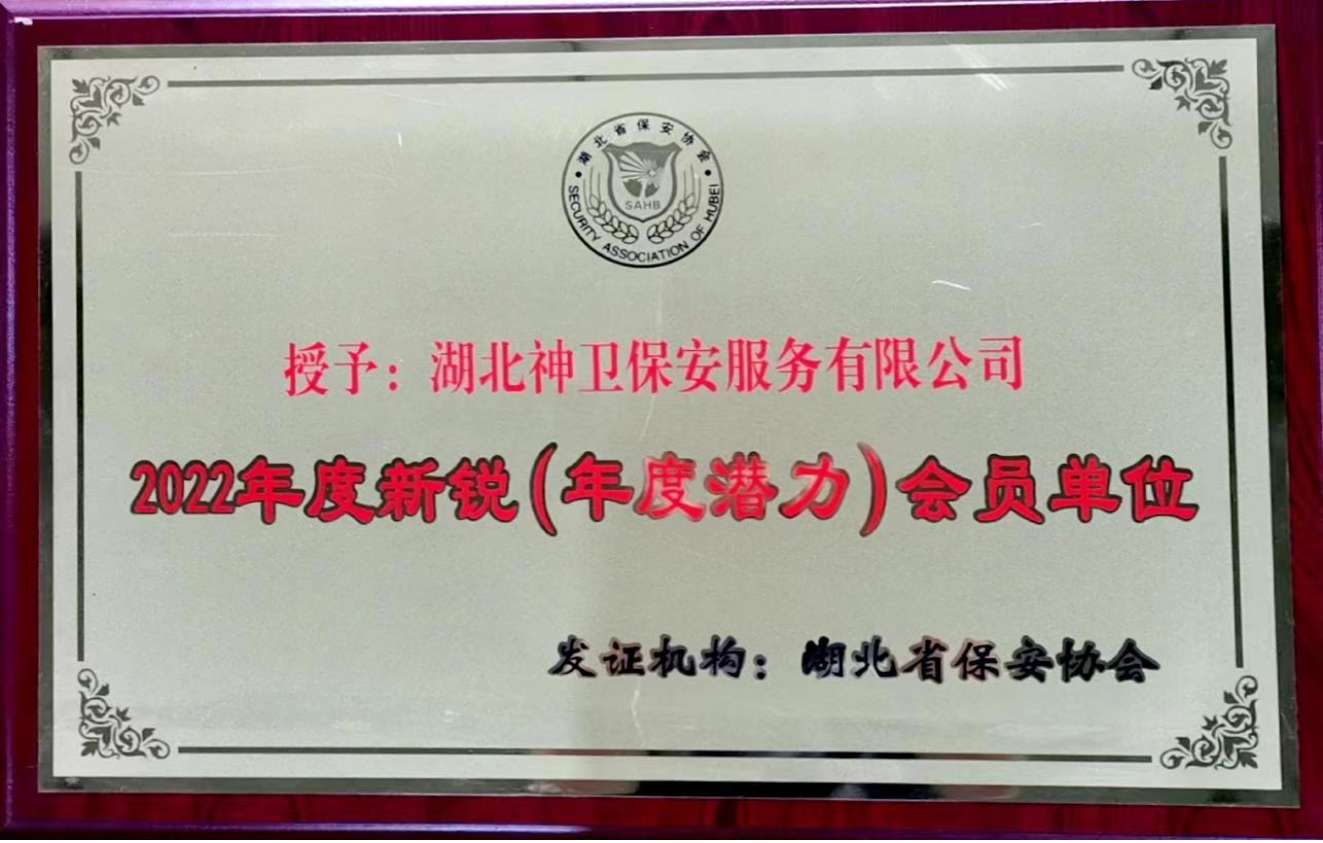 湖北省保安协会
SAHB
SECURITY ASSOCIATION OF HUBEI
授予：湖北神卫保安服务有限公司
2022年度新锐(年度潜力)会员单位
发证机构：湖北省保安协会